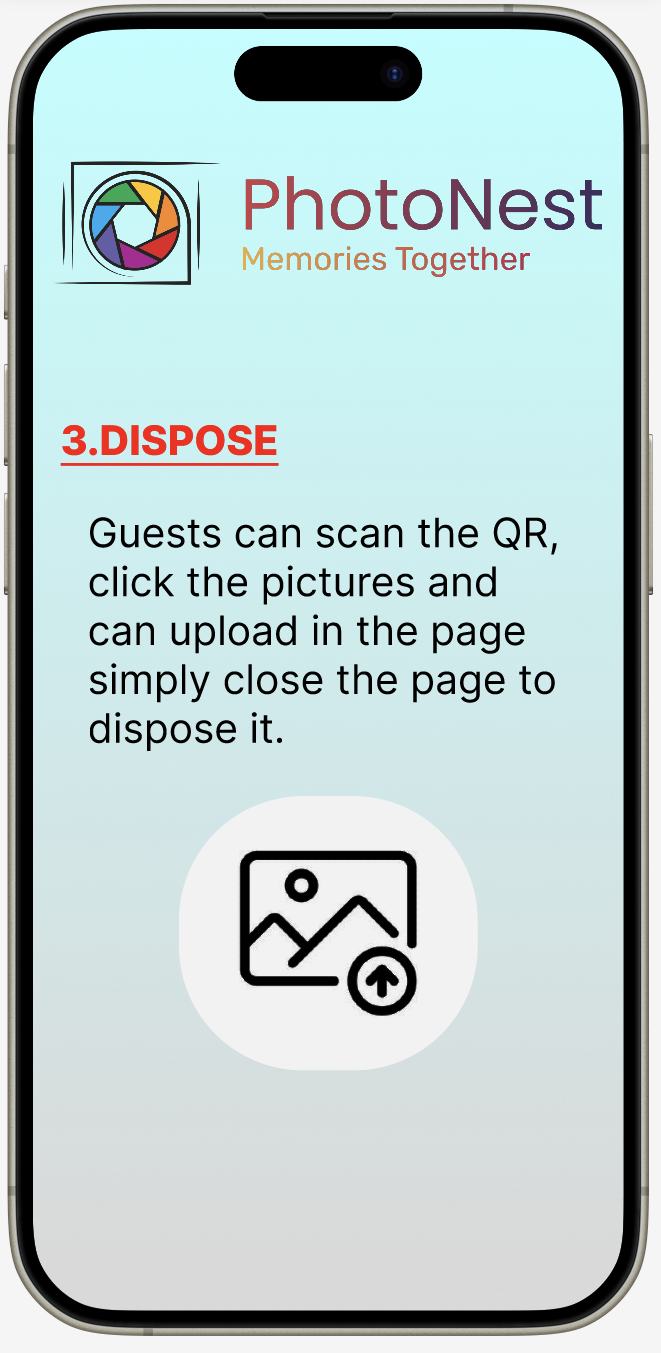 PhotoNest
Memories Together
3.DISPOSE
Guests can scan the QR,
click the pictures and
can upload in the page
simply close the page to
dispose it.